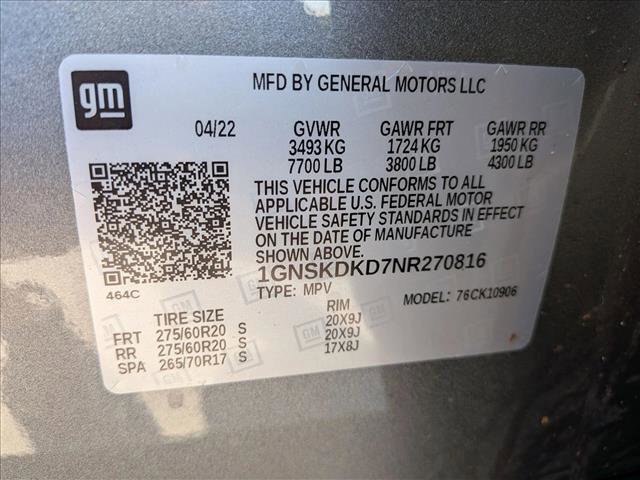 gm
MFD BY GENERAL MOTORS LLC
04/22 GVWR GAWR FRT GAWR RR
3493 KG 1724 KG 1950 KG
7700 LB 3800 LB 4300 LB
THIS VEHICLE CONFORMS TO ALL
APPLICABLE U.S. FEDERAL MOTOR
VEHICLE SAFETY STANDARDS IN EFFECT
ON THE DATE OF MANUFACTURE
SHOWN ABOVE.
1GNSKDKD7NR270816
464C
TYPE: MPV MODEL: 76CK10906
TIRE SIZE RIM
FRT 275/60R20 S 20X9J
RR 275/60R20 S 20X9J
SPA 265/70R17 S 17X8J